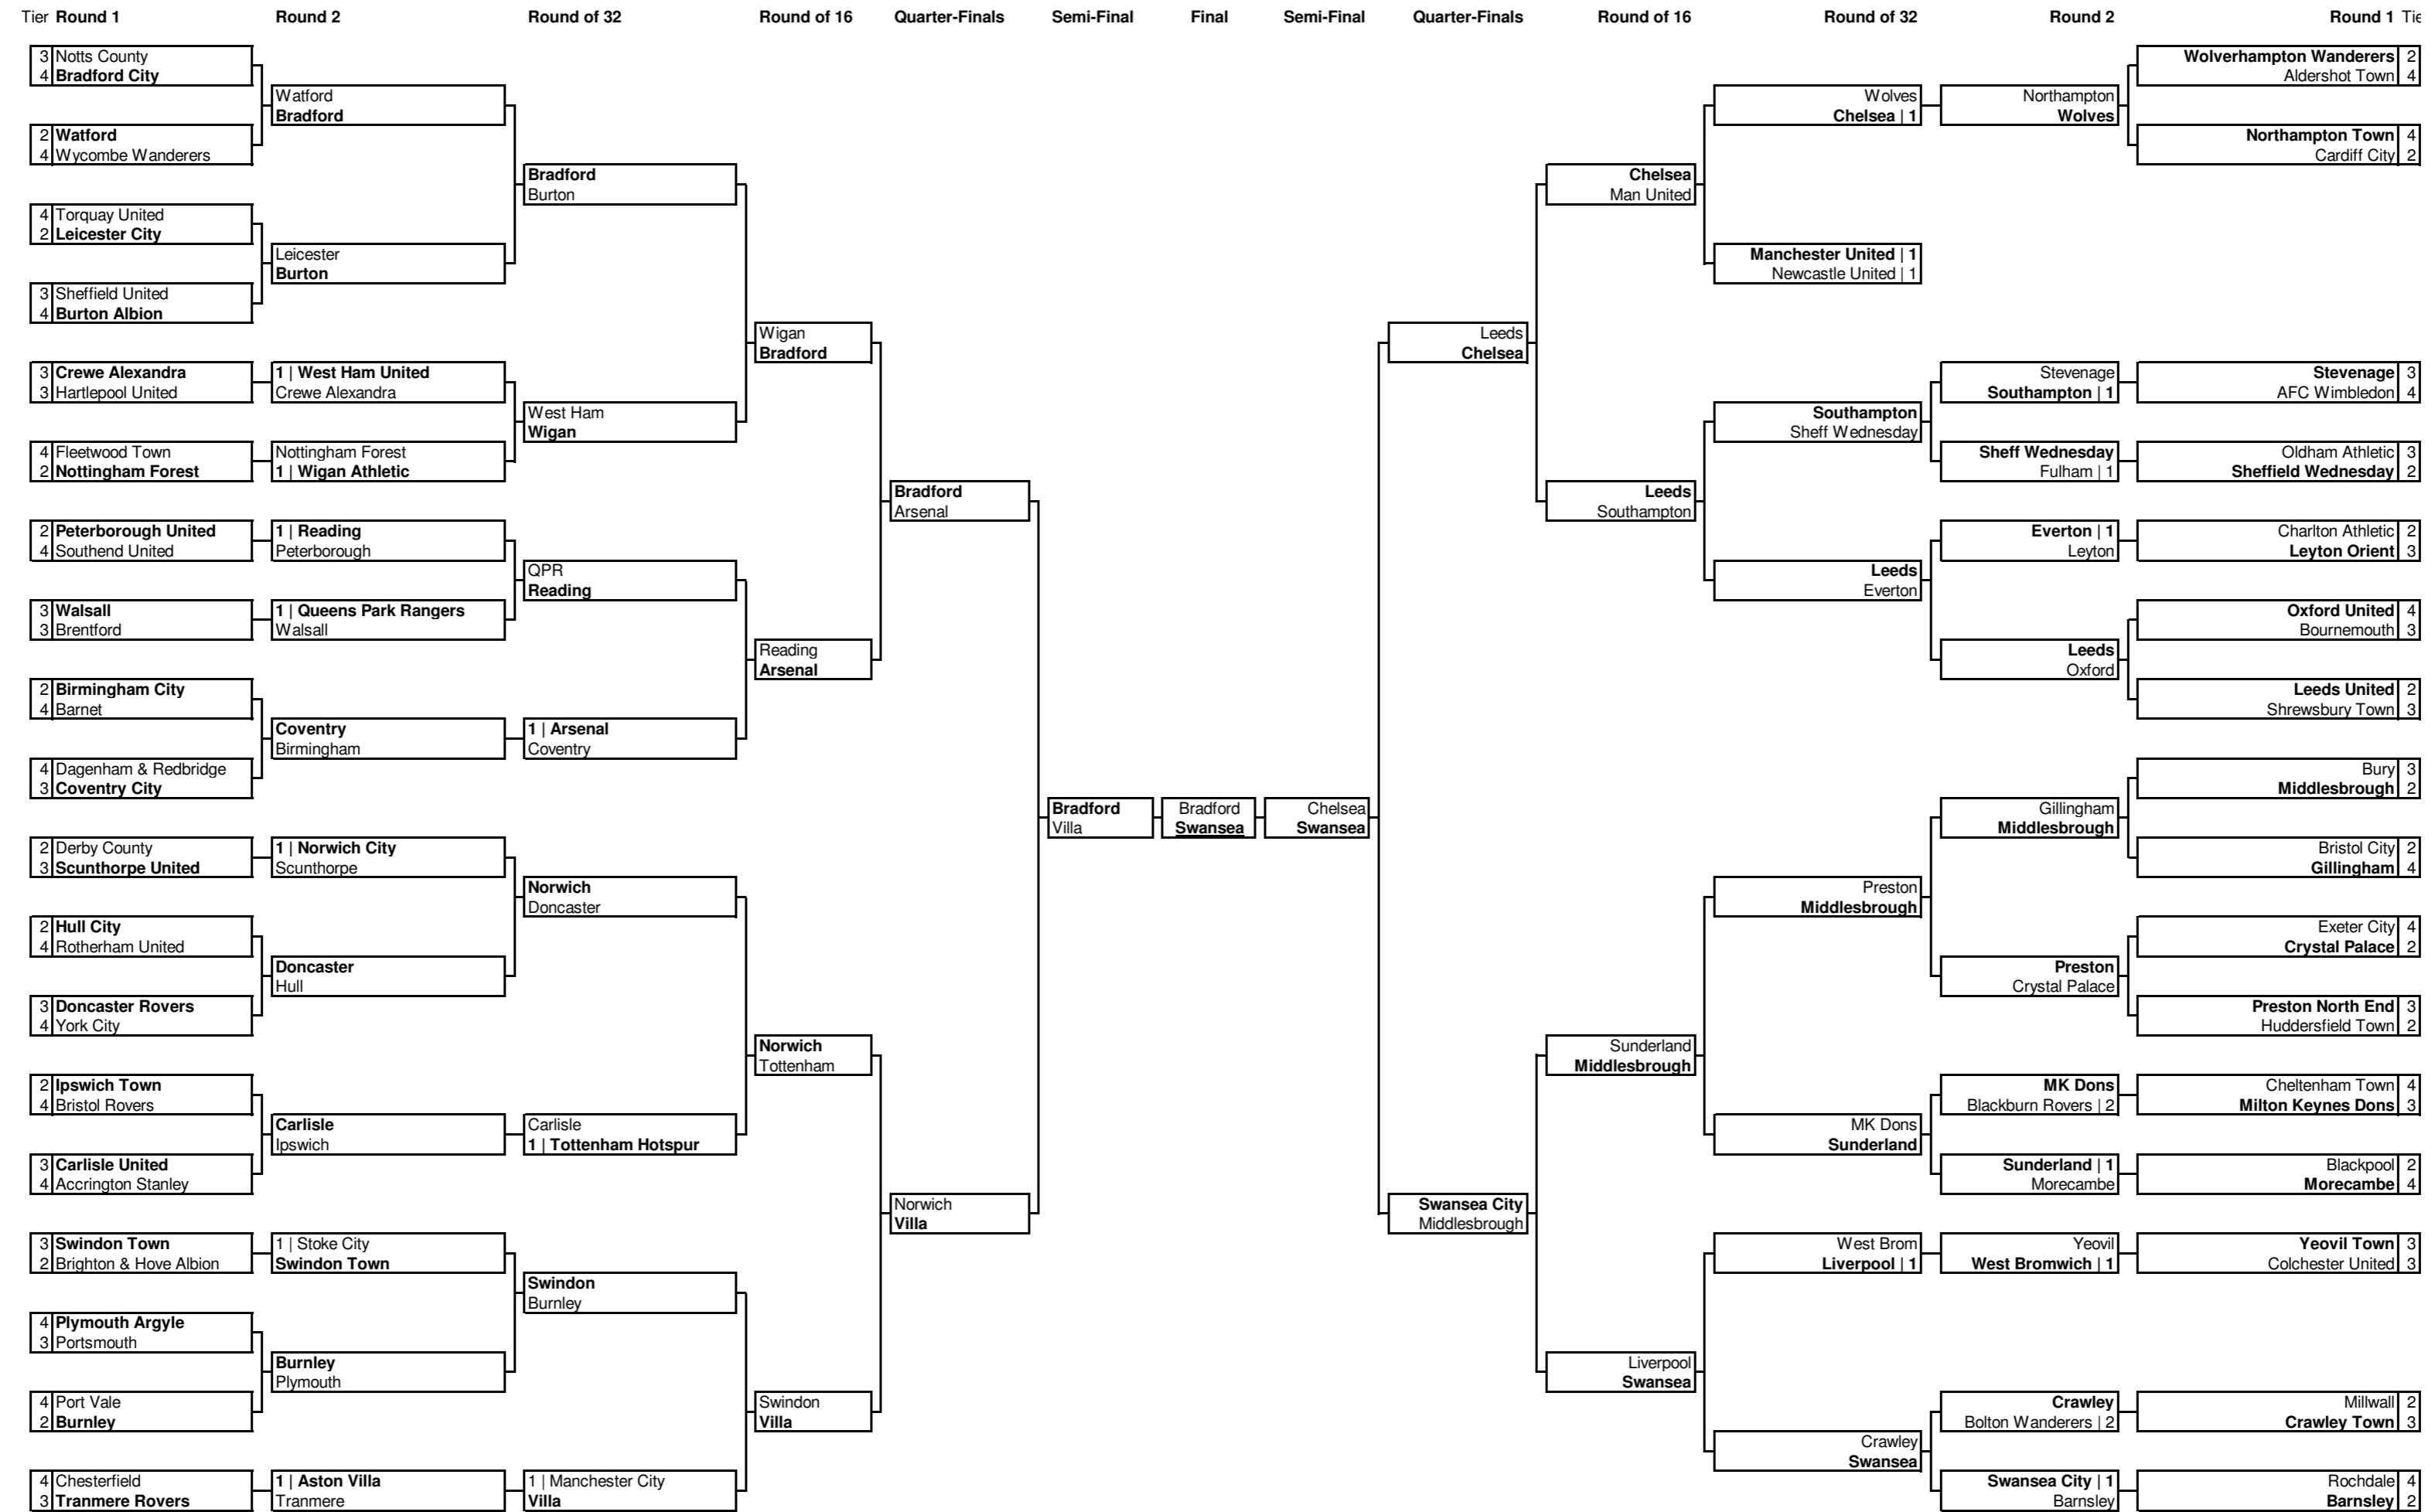 Tier Round 1 Round 2 Round of 32 Round of 16 Quarter-Finals Semi-Final Final Semi-Final Quarter-Finals Round of 16 Round of 32 Round 2 Round 1 Tie
3 Notts County
4 Bradford City
2 Watford
4 Wycombe Wanderers
4 Torquay United
2 Leicester City
3 Sheffield United
4 Burton Albion
3 Crewe Alexandra
3 Hartlepool United
4 Fleetwood Town
2 Nottingham Forest
2 Peterborough United
4 Southend United
3 Walsall
3 Brentford
2 Birmingham City
4 Barnet
4 Dagenham & Redbridge
3 Coventry City
2 Derby County
3 Scunthorpe United
2 Hull City
4 Rotherham United
3 Doncaster Rovers
4 York City
2 Ipswich Town
4 Bristol Rovers
3 Carlisle United
4 Accrington Stanley
3 Swindon Town
2 Brighton & Hove Albion
4 Plymouth Argyle
3 Portsmouth
4 Port Vale
2 Burnley
4 Chesterfield
3 Tranmere Rovers
Watford
Bradford
Leicester
Burton
1 | West Ham United
Crewe Alexandra
Nottingham Forest
1 | Wigan Athletic
1 | Reading
Peterborough
1 | Queens Park Rangers
Walsall
Coventry
Birmingham
1 | Norwich City
Scunthorpe
Doncaster
Hull
Carlisle
Ipswich
1 | Stoke City
Swindon Town
Burnley
Plymouth
1 | Aston Villa
Tranmere
Bradford
Burton
West Ham
Wigan
QPR
Reading
1 | Arsenal
Coventry
Norwich
Doncaster
Carlisle
1 | Tottenham Hotspur
Swindon
Burnley
1 | Manchester City
Villa
Wigan
Bradford
Reading
Arsenal
Norwich
Tottenham
Swindon
Villa
Bradford
Arsenal
Norwich
Villa
Bradford
Villa
Bradford
Swansea
Chelsea
Swansea
Leeds
Chelsea
Swansea City
Middlesbrough
Chelsea
Man United
Leeds
Southampton
Sunderland
Middlesbrough
Liverpool
Swansea
Wolves
Chelsea | 1
Manchester United | 1
Newcastle United | 1
Southampton
Sheff Wednesday
Leeds
Everton
Preston
Middlesbrough
MK Dons
Sunderland
West Brom
Liverpool | 1
Crawley
Swansea
Northampton
Wolves
Stevenage
Southampton | 1
Sheff Wednesday
Fulham | 1
Everton | 1
Leyton
Leeds
Oxford
Gillingham
Middlesbrough
Preston
Crystal Palace
MK Dons
Blackburn Rovers | 2
Sunderland | 1
Morecambe
Yeovil
West Bromwich | 1
Crawley
Bolton Wanderers | 2
Swansea City | 1
Barnsley
Wolverhampton Wanderers 2
Aldershot Town 4
Northampton Town 4
Cardiff City 2
Stevenage 3
AFC Wimbledon 4
Oldham Athletic 3
Sheffield Wednesday 2
Charlton Athletic 2
Leyton Orient 3
Oxford United 4
Bournemouth 3
Leeds United 2
Shrewsbury Town 3
Bury 3
Middlesbrough 2
Bristol City 2
Gillingham 4
Exeter City 4
Crystal Palace 2
Preston North End 3
Huddersfield Town 2
Cheltenham Town 4
Milton Keynes Dons 3
Blackpool 2
Morecambe 4
Yeovil Town 3
Colchester United 3
Millwall 2
Crawley Town 3
Rochdale 4
Barnsley 2